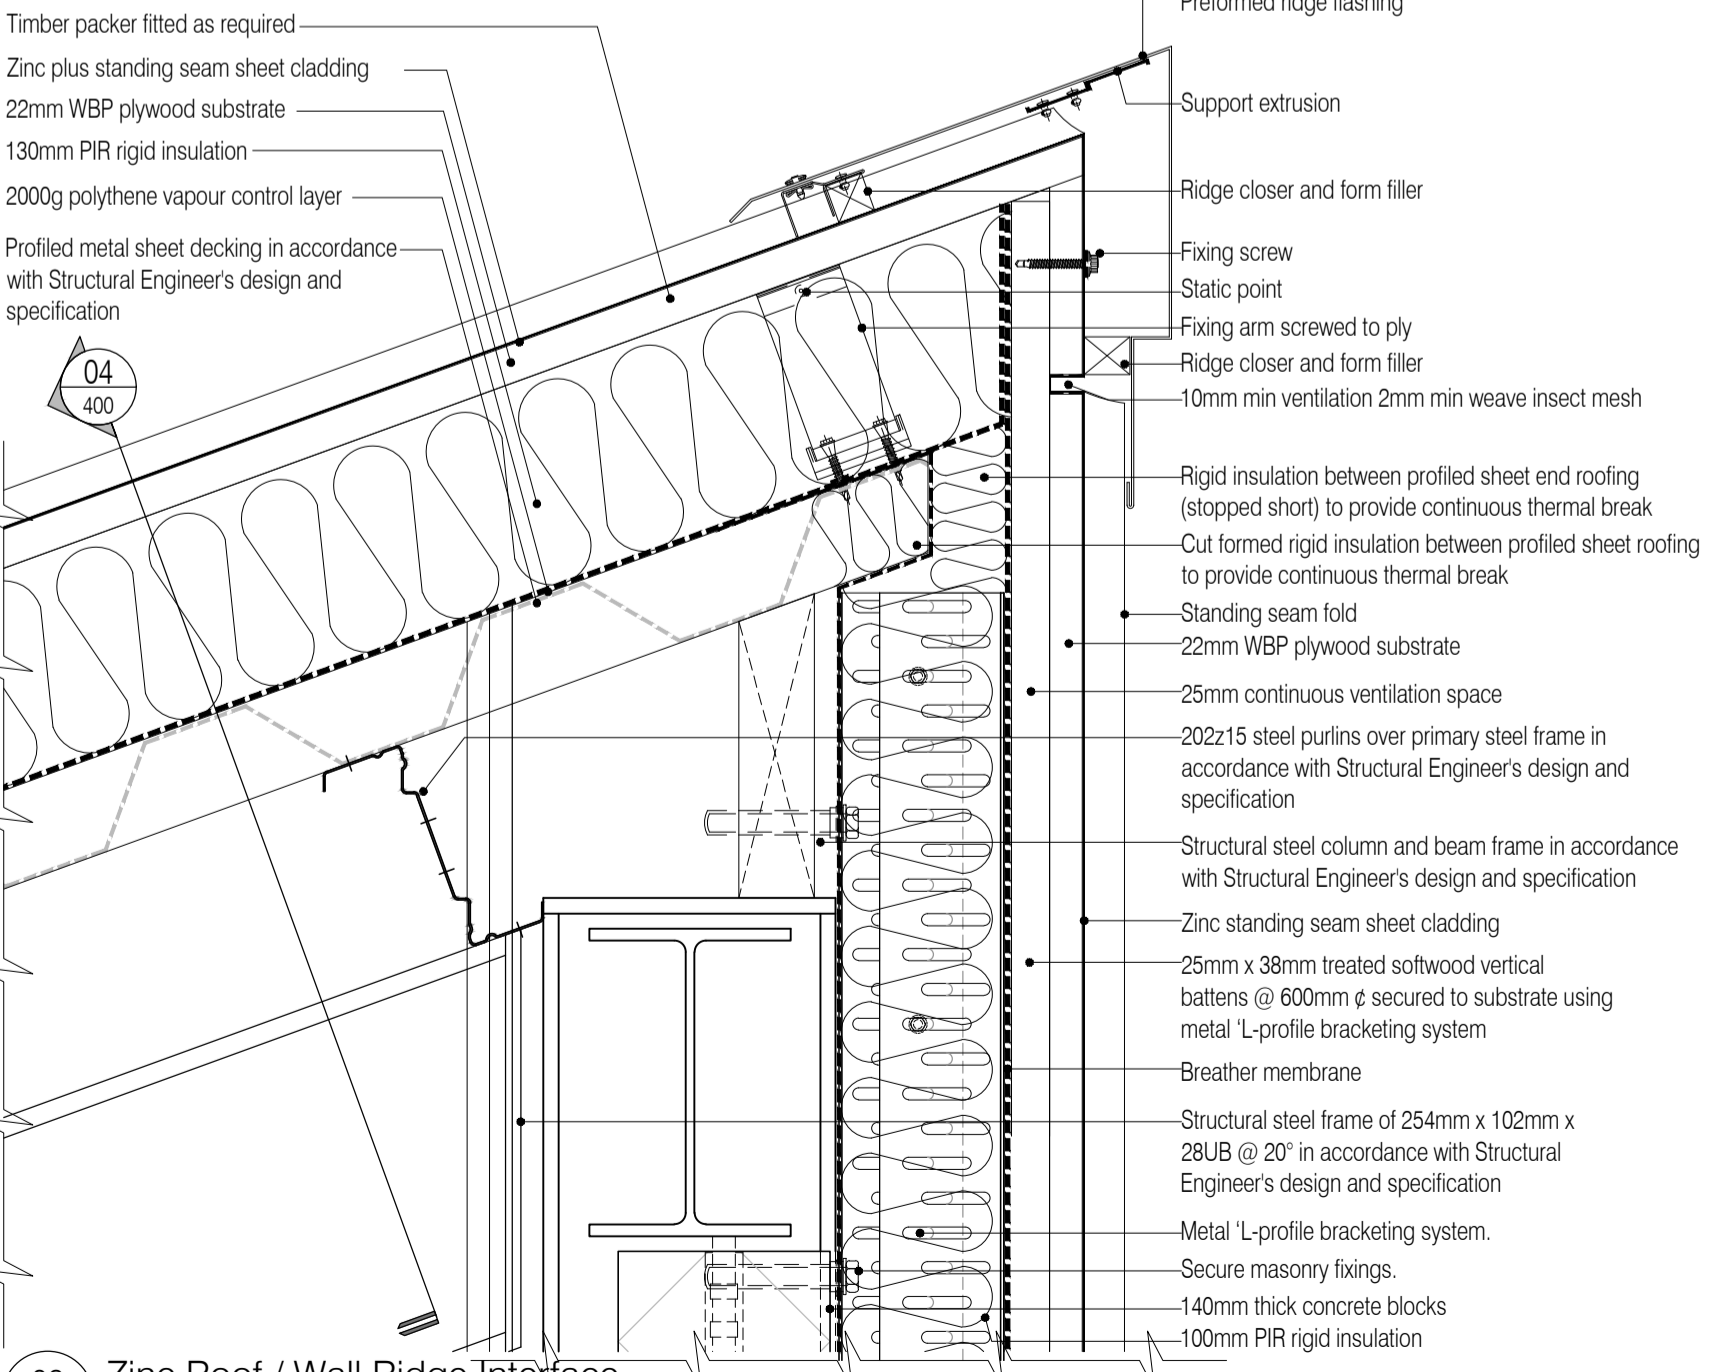 Timber packer fitted as required
Zinc plus standing seam sheet cladding
22mm WBP plywood substrate
130mm PIR rigid insulation
2000g polythene vapour control layer
Profiled metal sheet decking in accordance
with Structural Engineer's design and
specification
04
400
Preformed ridge flashing
Support extrusion
Ridge closer and form filler
Fixing screw
Static point
Fixing arm screwed to ply
Ridge closer and form filler
10mm min ventilation 2mm min weave insect mesh
Rigid insulation between profiled sheet end roofing
(stopped short) to provide continuous thermal break
Cut formed rigid insulation between profiled sheet roofing
to provide continuous thermal break
Standing seam fold
22mm WBP plywood substrate
25mm continuous ventilation space
202z15 steel purlins over primary steel frame in
accordance with Structural Engineer's design and
specification
Structural steel column and beam frame in accordance
with Structural Engineer's design and specification
Zinc standing seam sheet cladding
25mm x 38mm treated softwood vertical
battens @ 600mm ¢ secured to substrate using
metal ‘L-profile bracketing system
Breather membrane
Structural steel frame of 254mm x 102mm x
28UB @ 20° in accordance with Structural
Engineer's design and specification
Metal ‘L-profile bracketing system.
Secure masonry fixings.
140mm thick concrete blocks
100mm PIR rigid insulation
Zinc Roof / Wall Ridge Interface